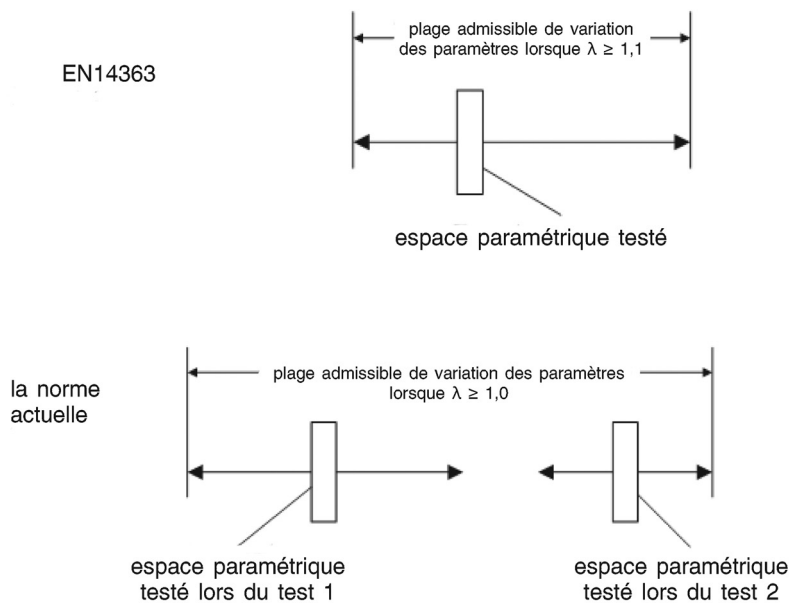 plage admissible de variation
des paramètres lorsque λ ≥ 1,1
EN14363
espace paramétrique testé
plage admissible de variation des paramètres
lorsque λ ≥ 1,0
la norme
actuelle
espace paramétrique
testé lors du test 1
espace paramétrique
testé lors du test 2